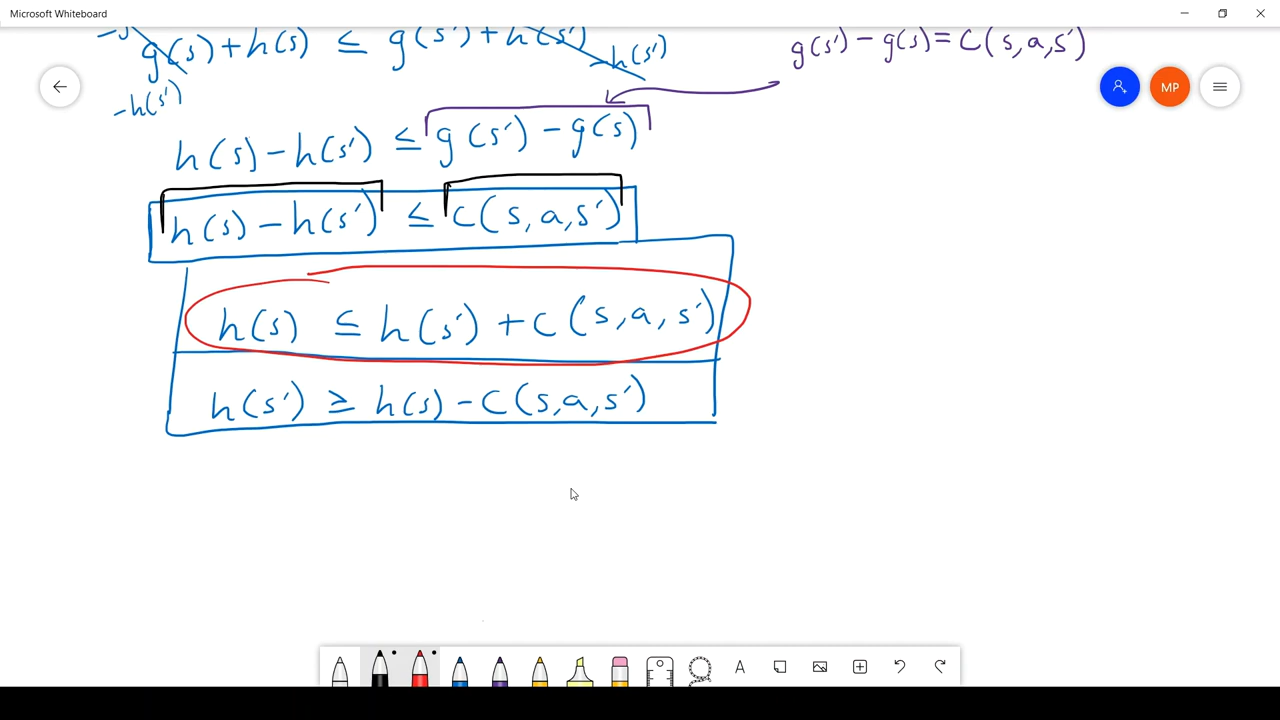 Microsoft Whiteboard
g(s) + h(s) ≤ g(s') + h(s') - h(s')
g(s') - g(s) = C(s,a,s')
MP
- h(s')
h(s) - h(s') ≤ g(s') - g(s)
h(s) - h(s') ≤ C(s,a,s')
h(s) ≤ h(s') + C(s,a,s')
h(s') ≥ h(s) - C(s,a,s')
A